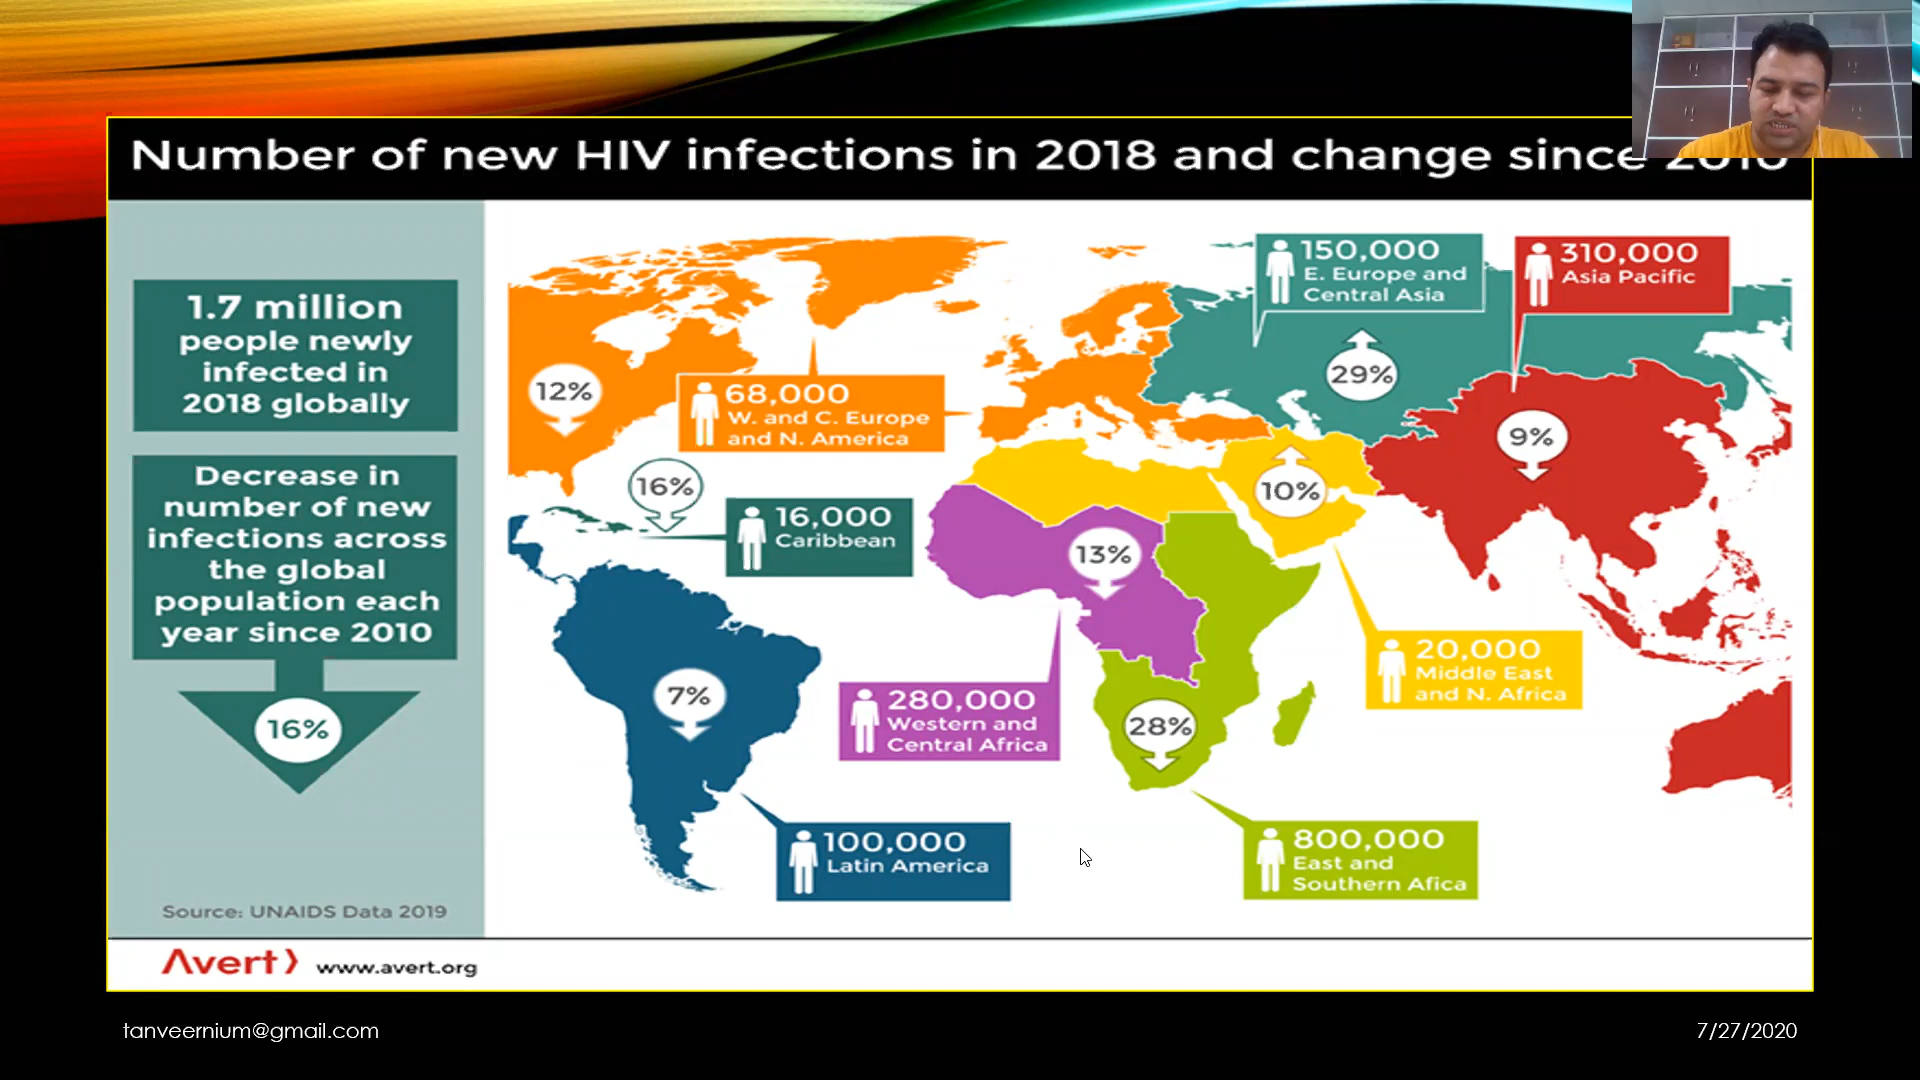 Number of new HIV infections in 2018 and change since 2010
1.7 million
people newly
infected in
2018 globally
Decrease in
number of new
infections across
the global
population each
year since 2010
16%
Source: UNAIDS Data 2019
12%
68,000
W. and C. Europe
and N. America
16%
16,000
Caribbean
7%
100,000
Latin America
13%
280,000
Western and
Central Africa
28%
800,000
East and
Southern Afica
10%
20,000
Middle East
and N. Africa
150,000
E. Europe and
Central Asia
29%
310,000
Asia Pacific
9%
Avert
www.avert.org
tanveernium@gmail.com
7/27/2020